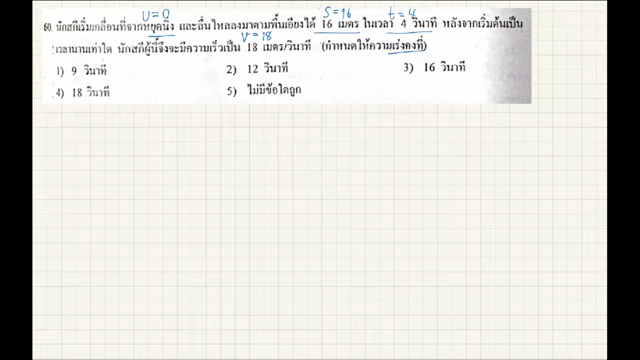 u = 0 s = 16 t = 4
60. นักสกีเริ่มเคลื่อนที่จากหยุดนิ่ง และลื่นไหลลงมาตามพื้นเอียงได้ 16 เมตร ในเวลา 4 วินาที หลังจากเริ่มต้นเป็น
v = 18
เวลานานเท่าใด นักสกีผู้นี้จึงจะมีความเร็วเป็น 18 เมตร/วินาที (กำหนดให้ความเร่งคงที่)
1) 9 วินาที 2) 12 วินาที 3) 16 วินาที
4) 18 วินาที 5) ไม่มีข้อใดถูก